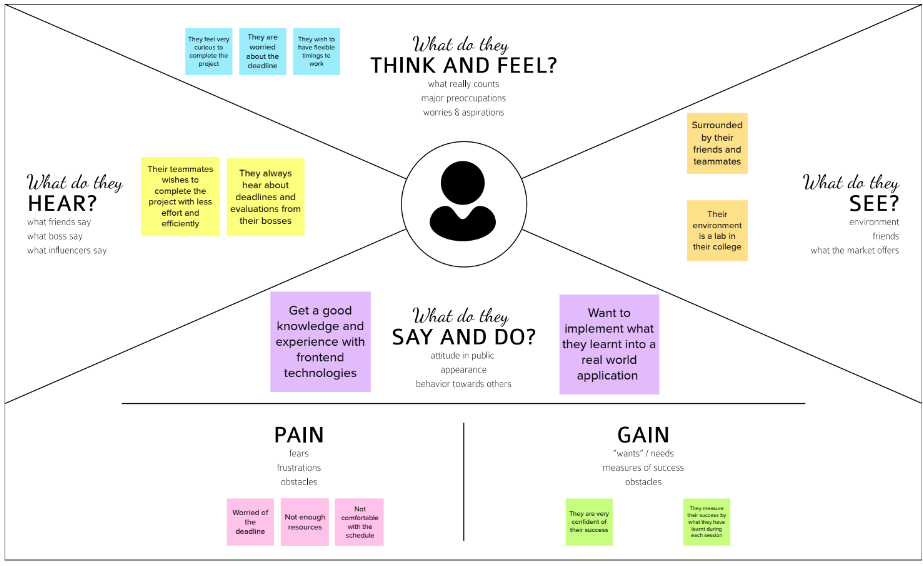 They feel very
curious to
complete the
project
They are
worried
about the
deadline
They wish to
have flexible
timings to
work
What do they
THINK AND FEEL?
what really counts
major preoccupations
worries & aspirations
What do they
HEAR?
what friends say
what boss say
what influencers say
Their teammates
wishes to
complete the
project with less
effort and
efficiently
They always
hear about
deadlines and
evaluations from
their bosses
Surrounded
by their
friends and
teammates
Their
environment
is a lab in
their college
What do they
SEE?
environment
friends
what the market offers
Get a good
knowledge and
experience with
frontend
technologies
What do they
SAY AND DO?
attitude in public
appearance
behavior towards others
Want to
implement what
they learnt into a
real world
application
PAIN
fears
frustrations
obstacles
Worried of
the
deadline
Not enough
resources
Not
comfortable
with the
schedule
GAIN
"wants" / needs
measures of success
obstacles
They are very
confident of
their success
They measure
their success by
what they have
learnt during
each session